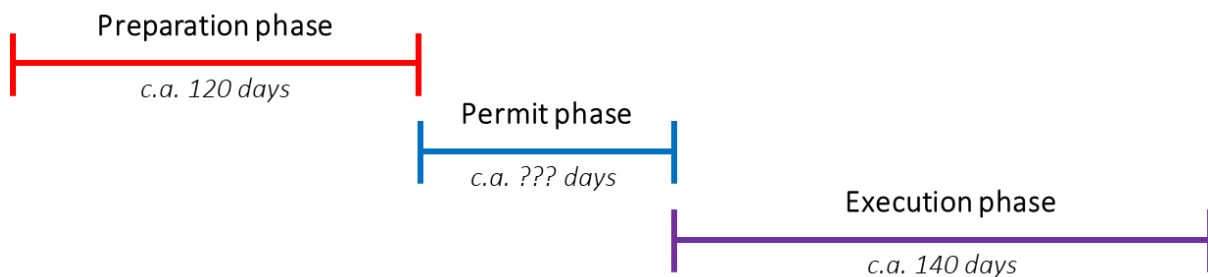 Preparation phase
c.a. 120 days
Permit phase
c.a. ??? days
Execution phase
c.a. 140 days